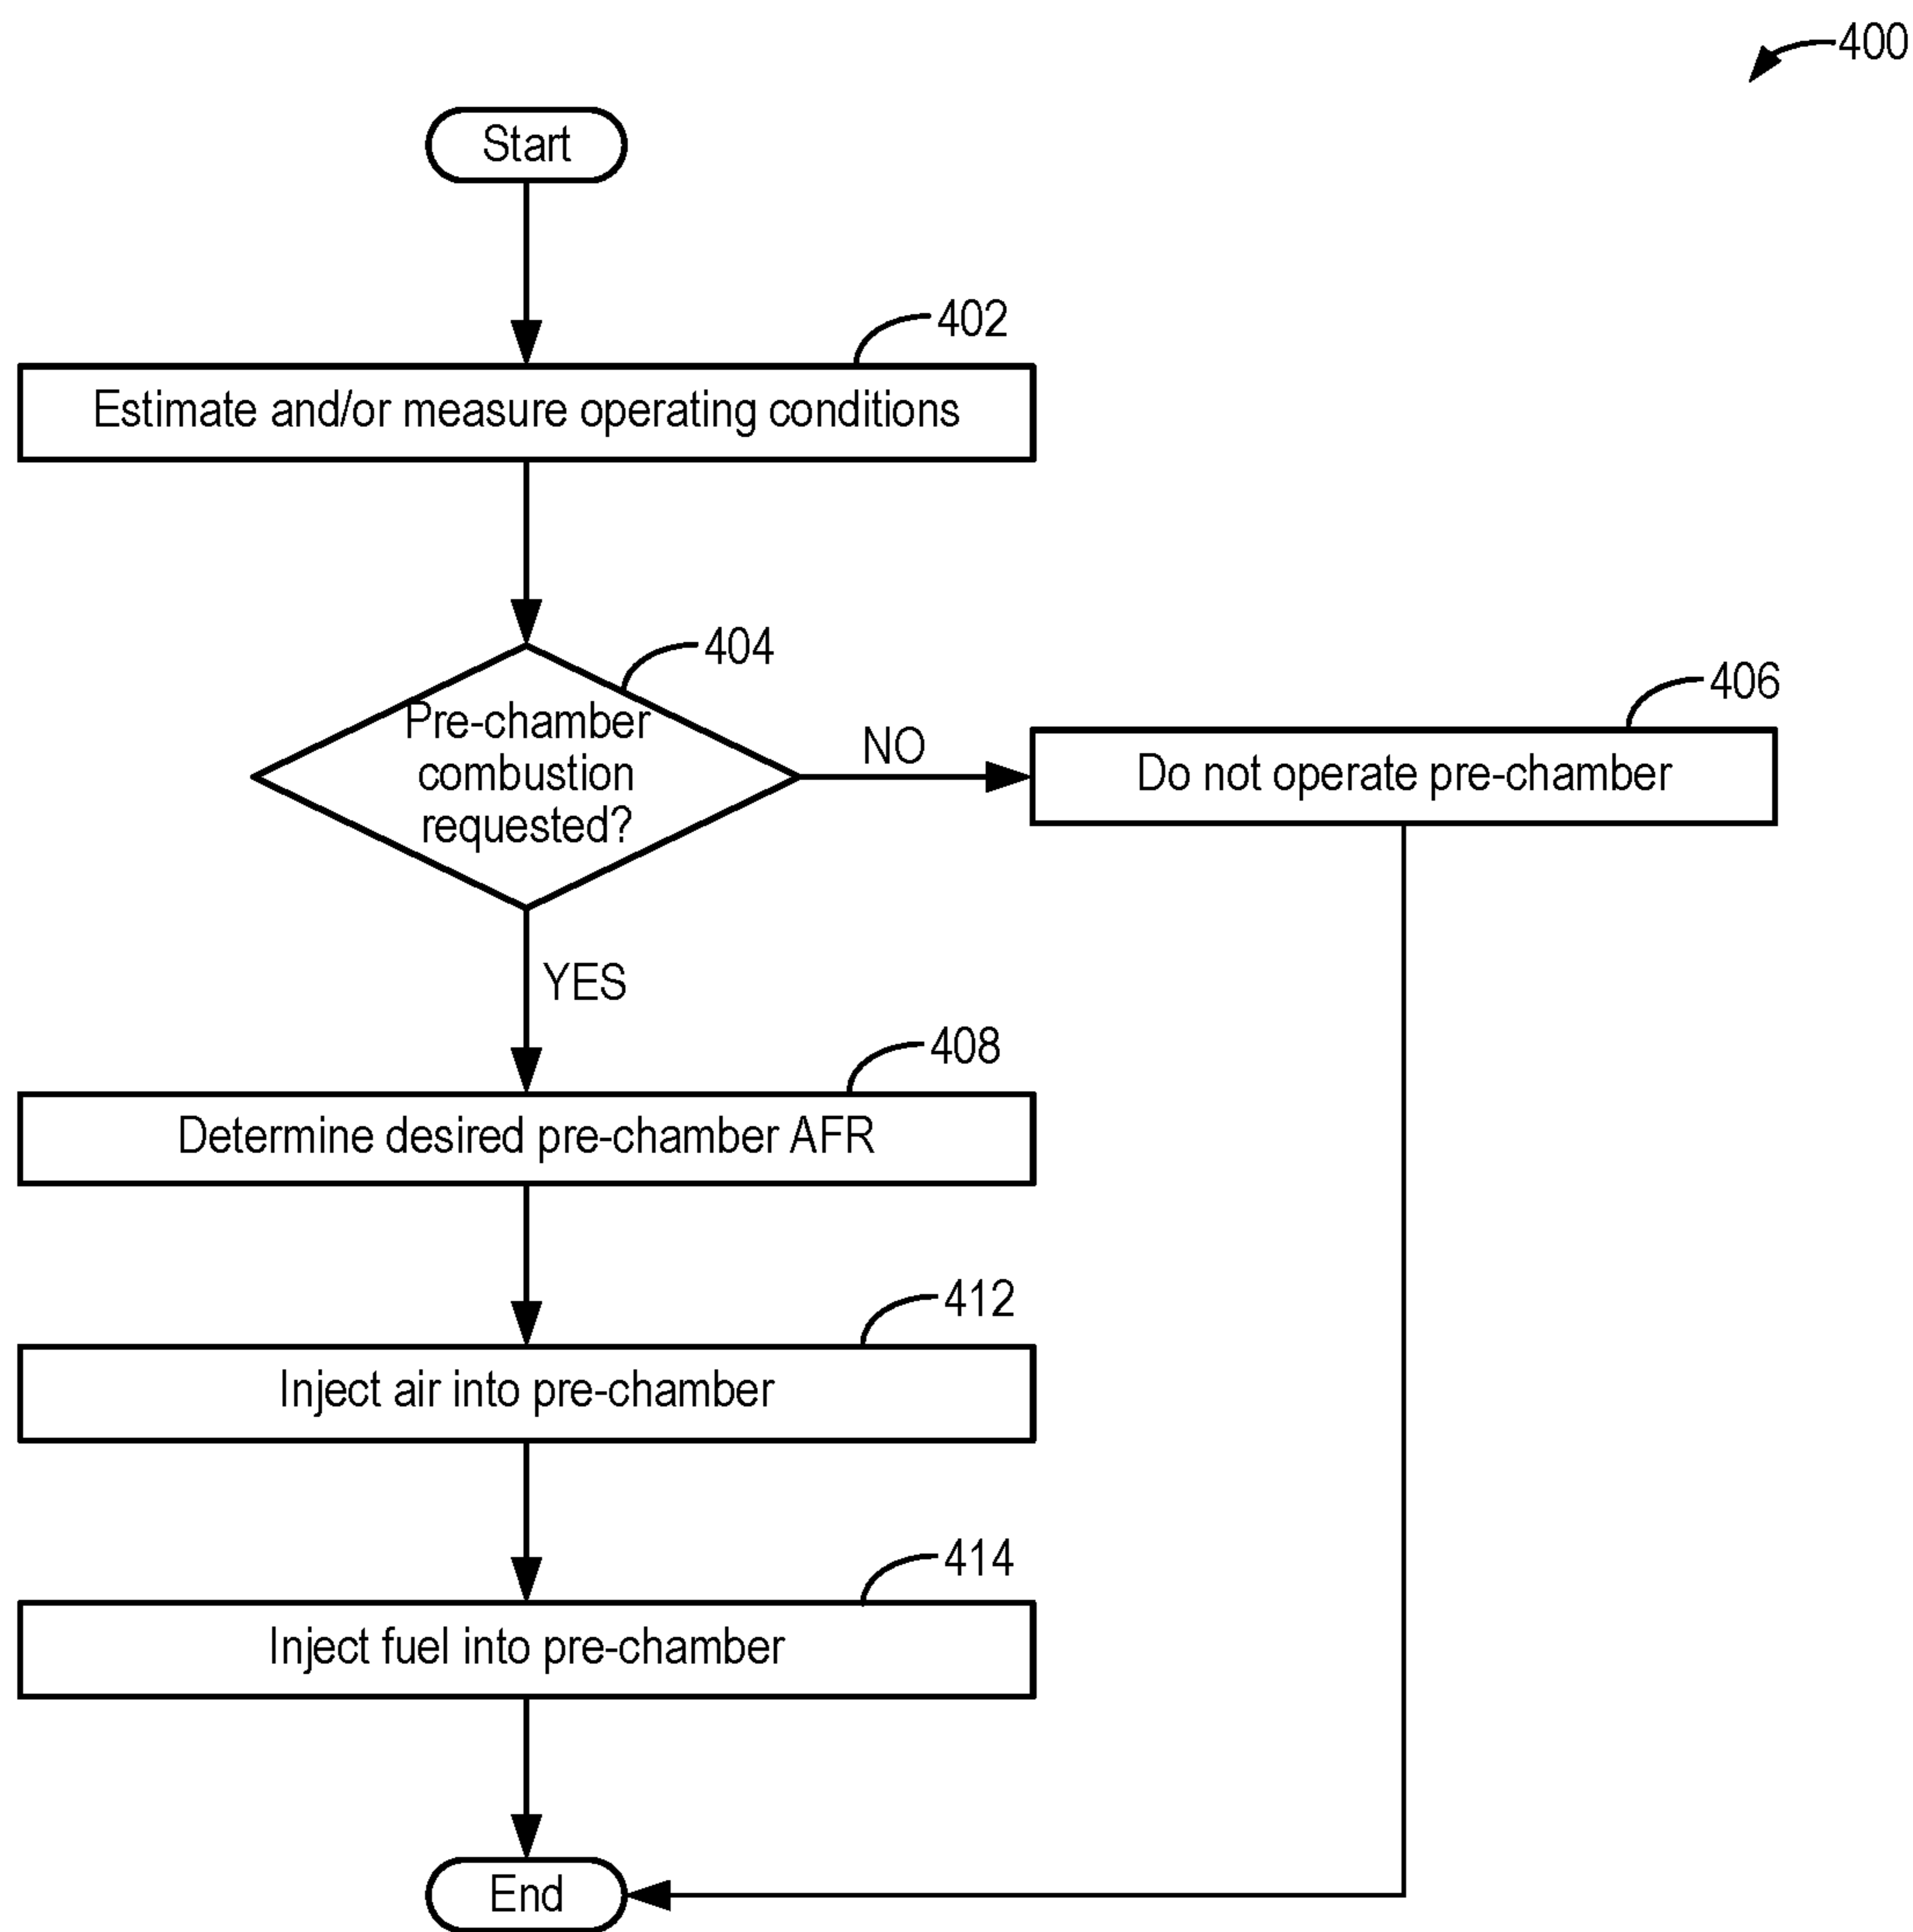 400
Start
402
Estimate and/or measure operating conditions
404
Pre-chamber
combustion
requested?
NO
406
Do not operate pre-chamber
YES
408
Determine desired pre-chamber AFR
412
Inject air into pre-chamber
414
Inject fuel into pre-chamber
End